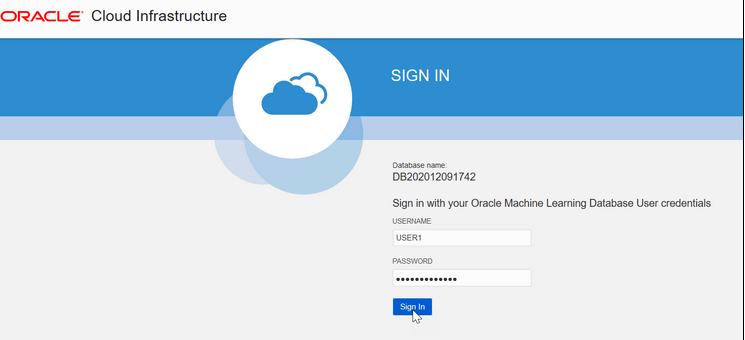 ORACLE Cloud Infrastructure
SIGN IN
Database name:
DB202012091742
Sign in with your Oracle Machine Learning Database User credentials
USERNAME
USER1
PASSWORD
•••••••••••••
Sign In